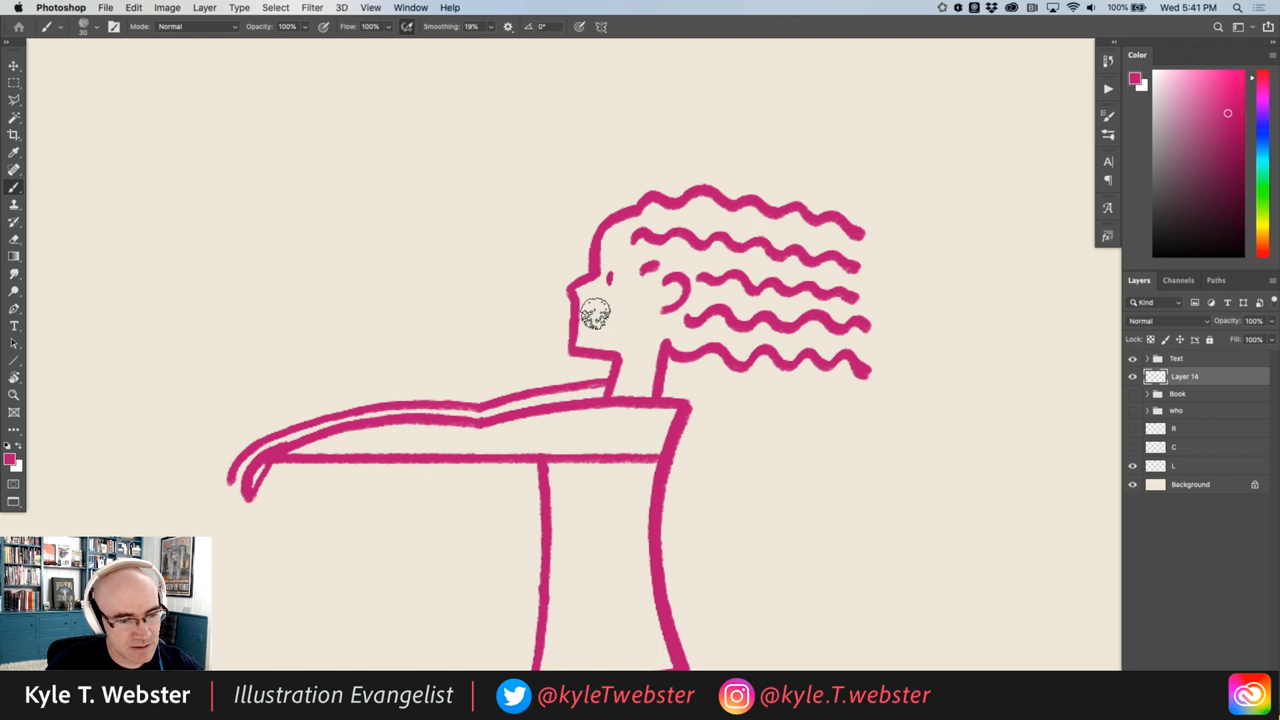 Photoshop File Edit Image Layer Type Select Filter 3D View Window Help 100% Wed 5:41 PM
30 Mode: Normal Opacity: 100% Flow: 100% Smoothing: 19% 0°
Color
Layers Channels Paths
Kind
Normal Opacity: 100%
Lock: Fill: 100%
Text
Layer 14
Book
who
R
C
L
Background
Kyle T. Webster | Illustration Evangelist | @kyleTwebster @kyle.T.webster